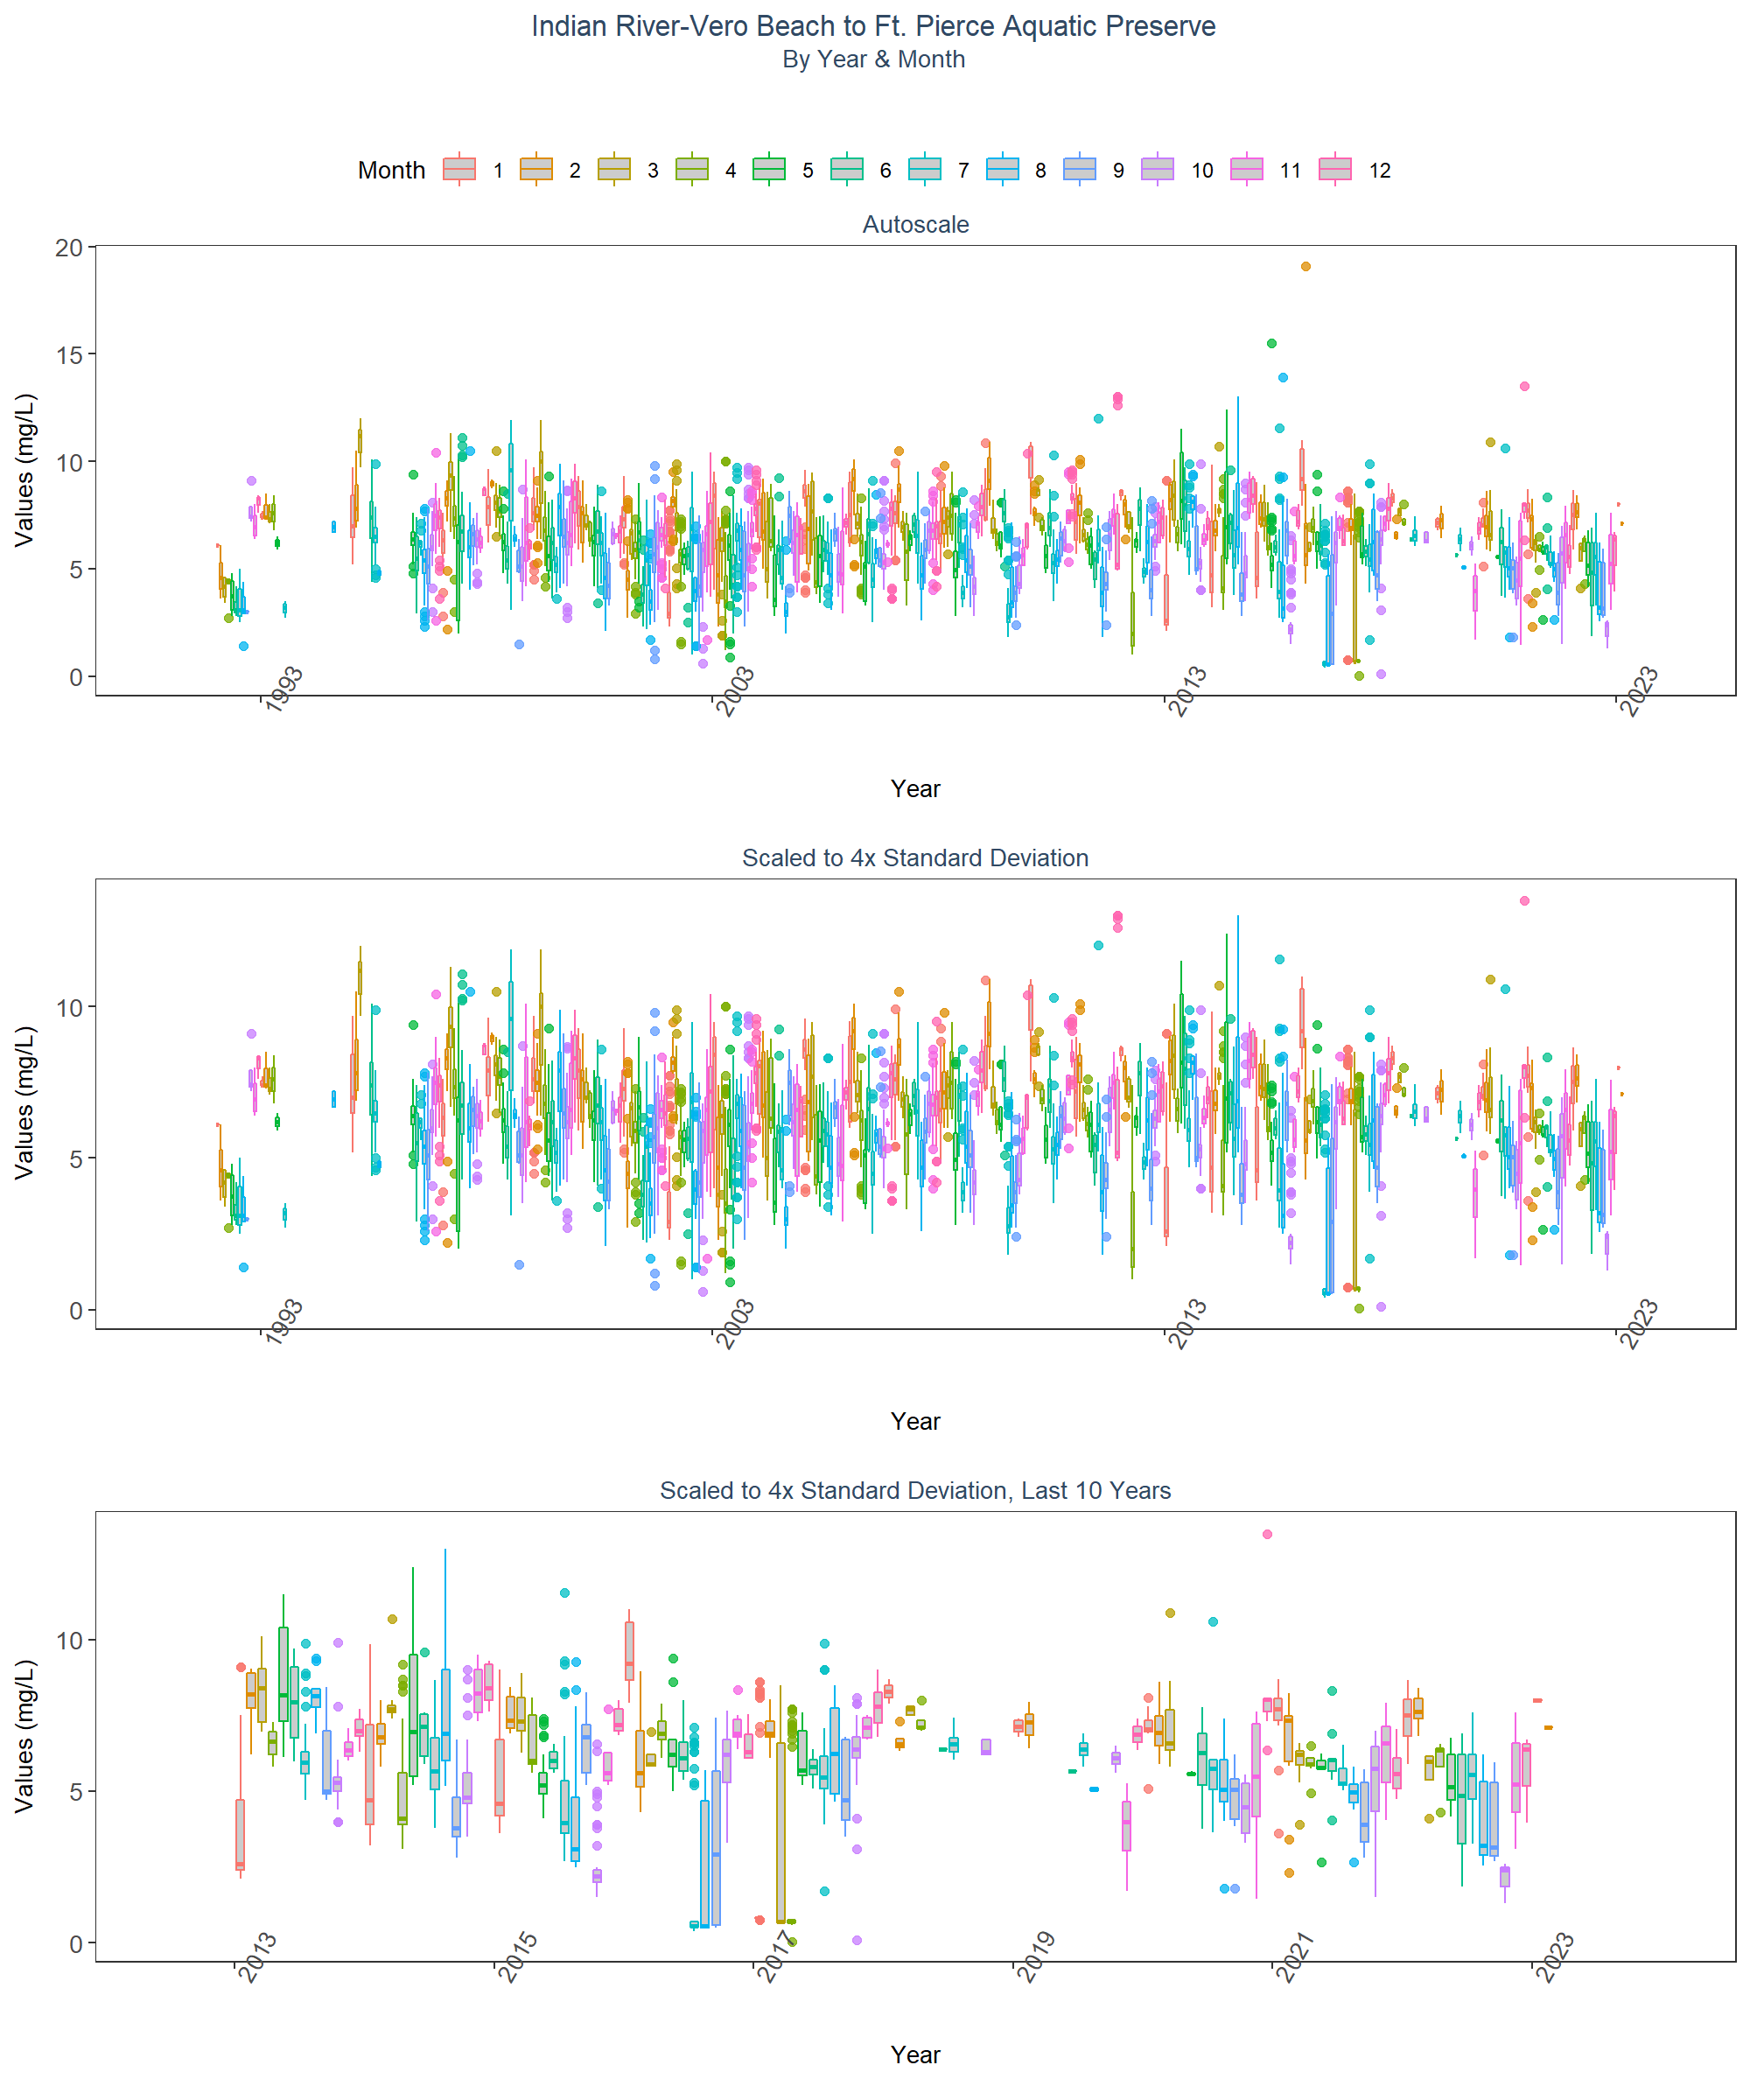 Indian River-Vero Beach to Ft. Pierce Aquatic Preserve
By Year & Month
Month 1 2 3 4 5 6 7 8 9 10 11 12
Autoscale
Values (mg/L)
20
15
10
5
0
1993 2003 2013 2023
Year
Scaled to 4x Standard Deviation
Values (mg/L)
10
5
0
1993 2003 2013 2023
Year
Scaled to 4x Standard Deviation, Last 10 Years
Values (mg/L)
10
5
0
2013 2015 2017 2019 2021 2023
Year